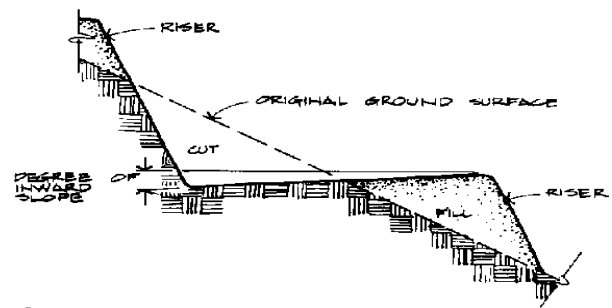 RISER
ORIGINAL GROUND SURFACE
CUT
DEGREE OF
INWARD
SLOPE
RISER
FILL